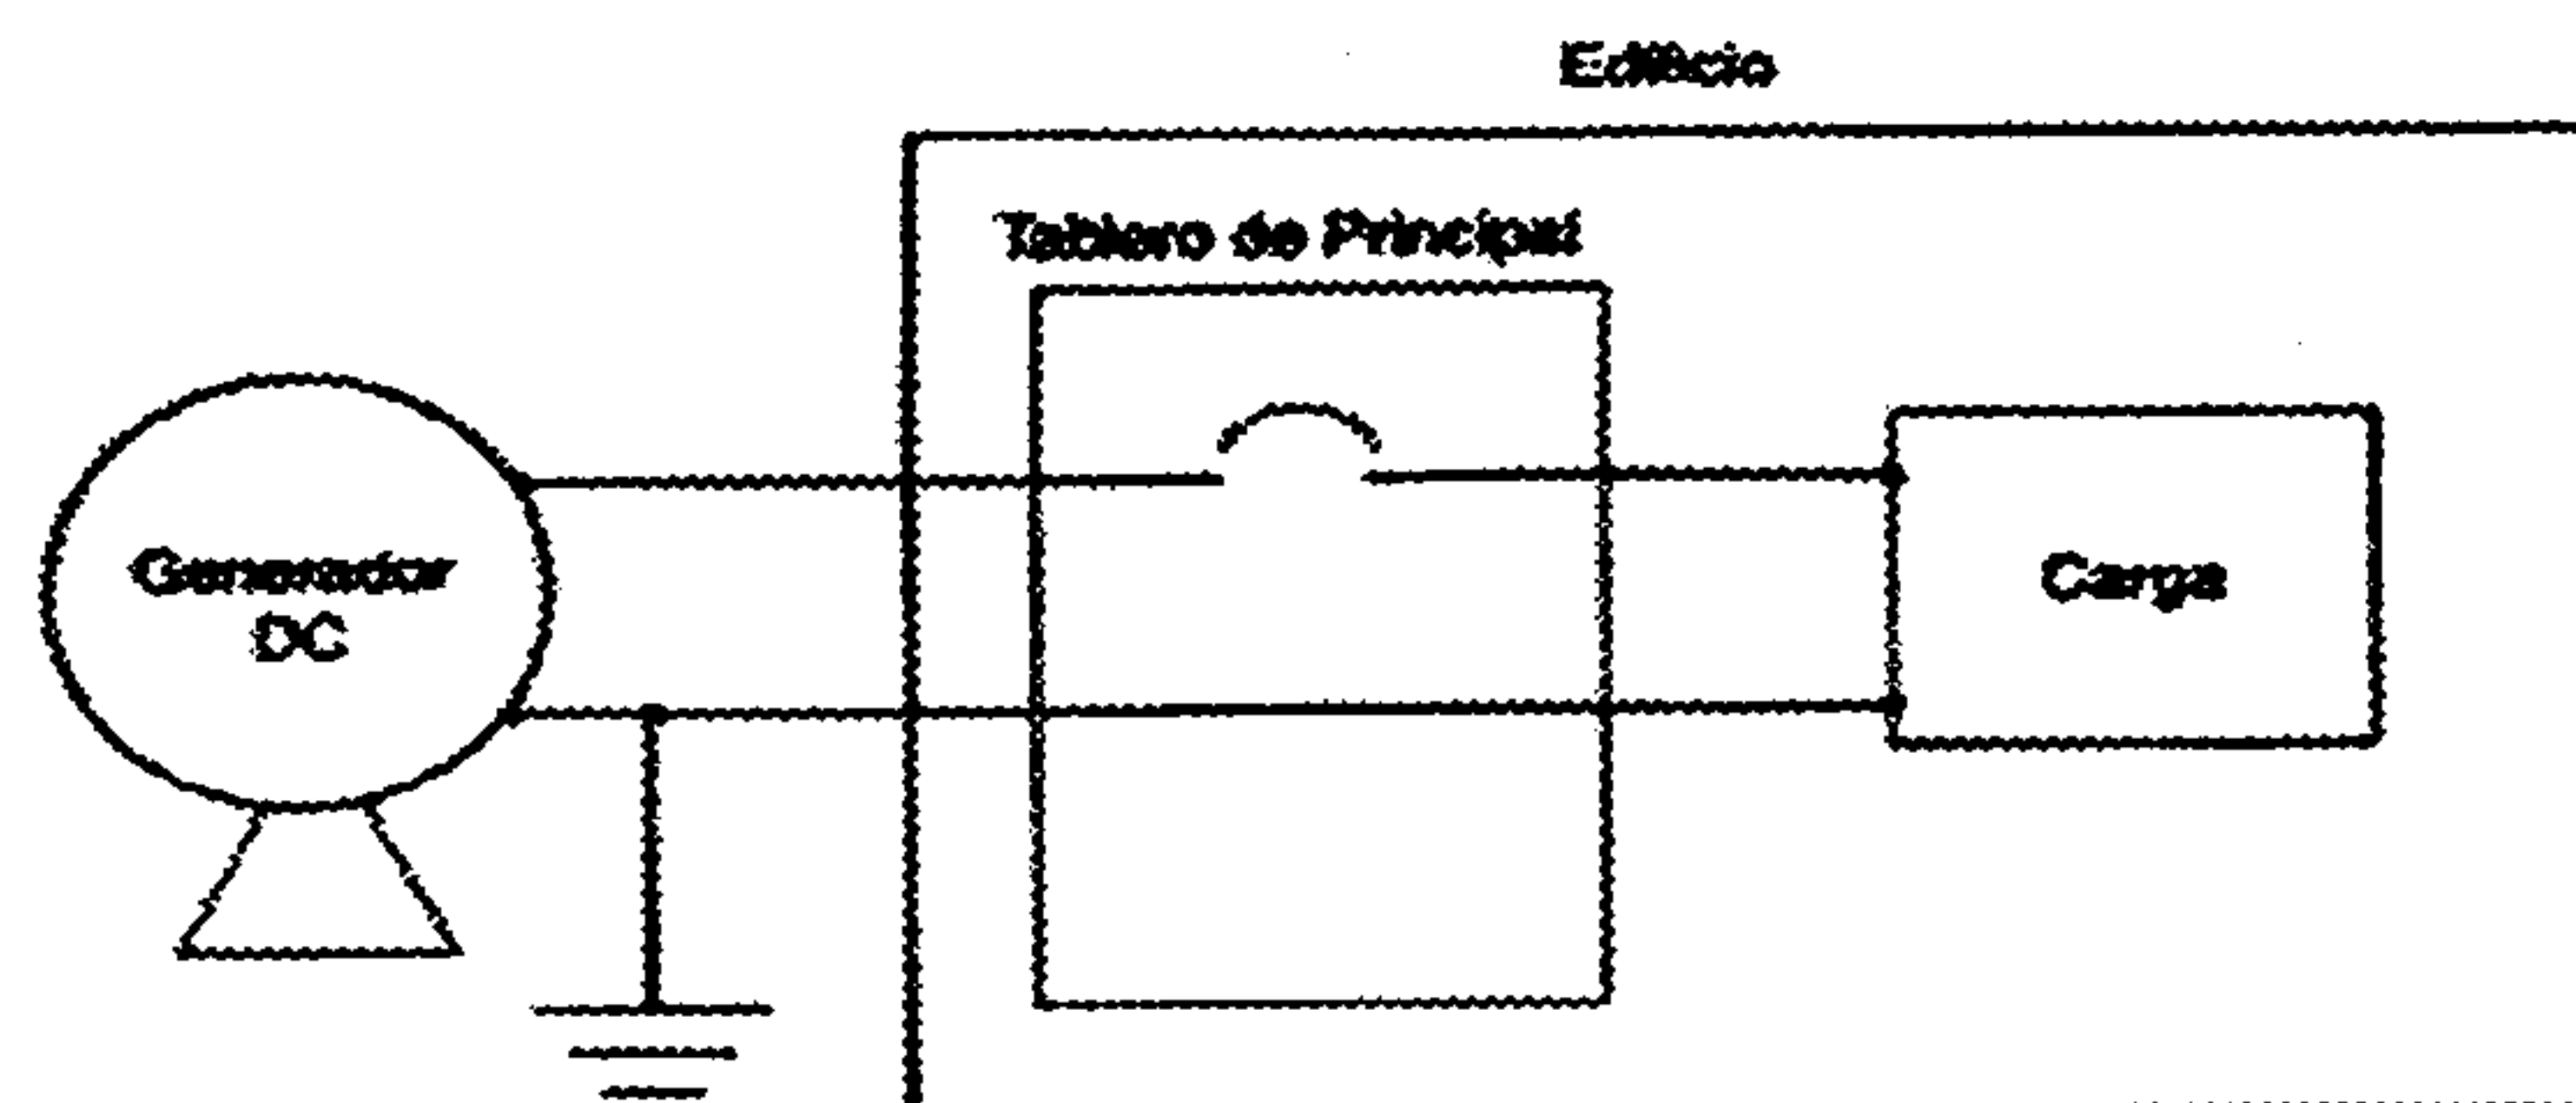 Edificio
Tablero de Principal
Generador
DC
Carga